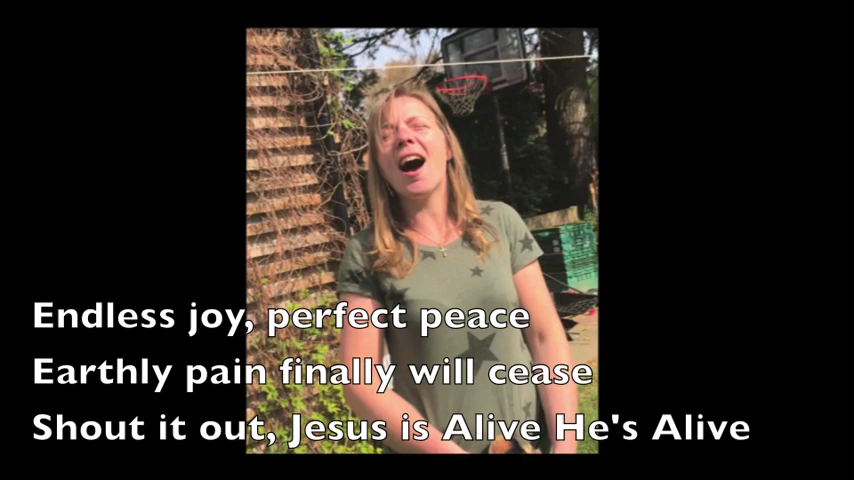 Endless joy, perfect peace
Earthly pain finally will cease
Shout it out, Jesus is Alive He's Alive